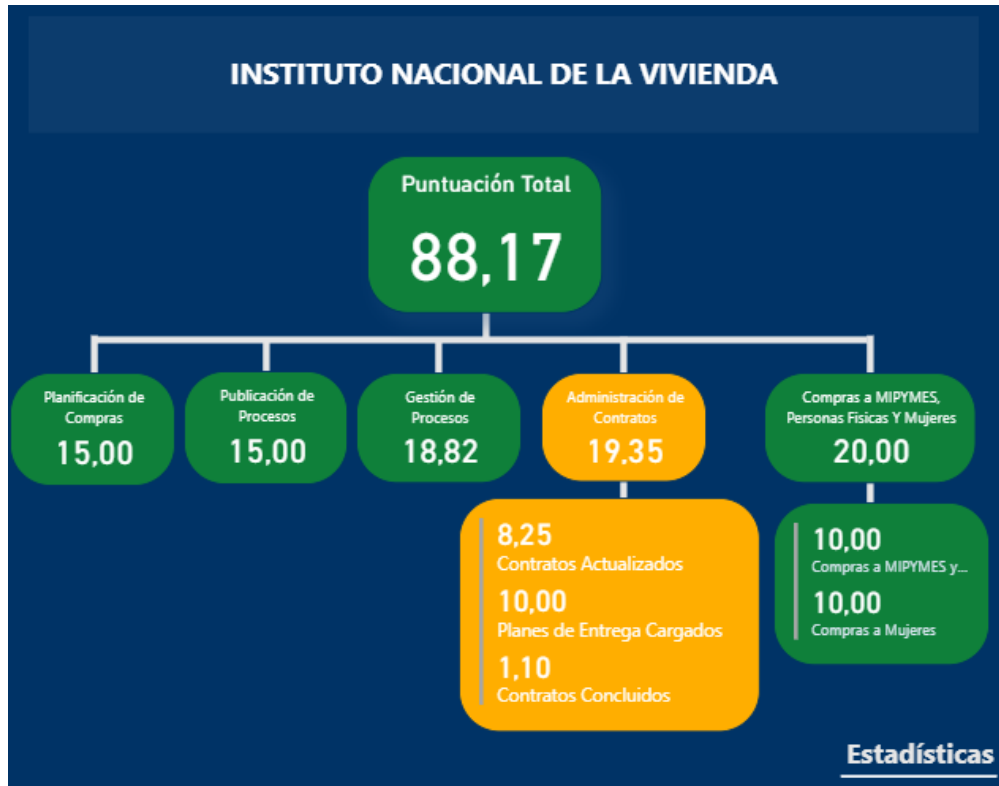 INSTITUTO NACIONAL DE LA VIVIENDA
Puntuación Total
88,17
Planificación de
Compras
15,00
Publicación de
Procesos
15,00
Gestión de
Procesos
18,82
Administración de
Contratos
19,35
Compras a MIPYMES,
Personas Fisicas Y Mujeres
20,00
8,25
Contratos Actualizados
10,00
Planes de Entrega Cargados
1,10
Contratos Concluidos
10,00
Compras a MIPYMES y...
10,00
Compras a Mujeres
Estadísticas